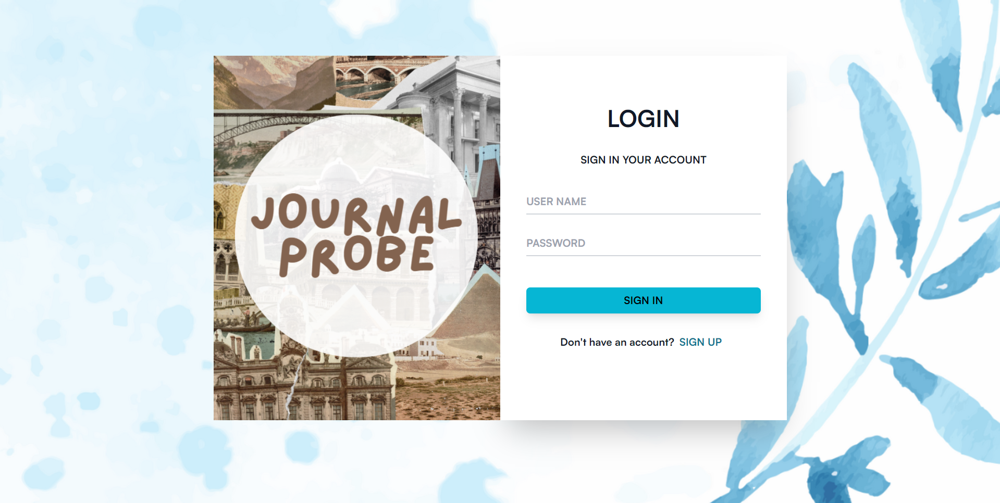 JOURNAL
PROBE
LOGIN
SIGN IN YOUR ACCOUNT
USER NAME
PASSWORD
SIGN IN
Don't have an account? SIGN UP